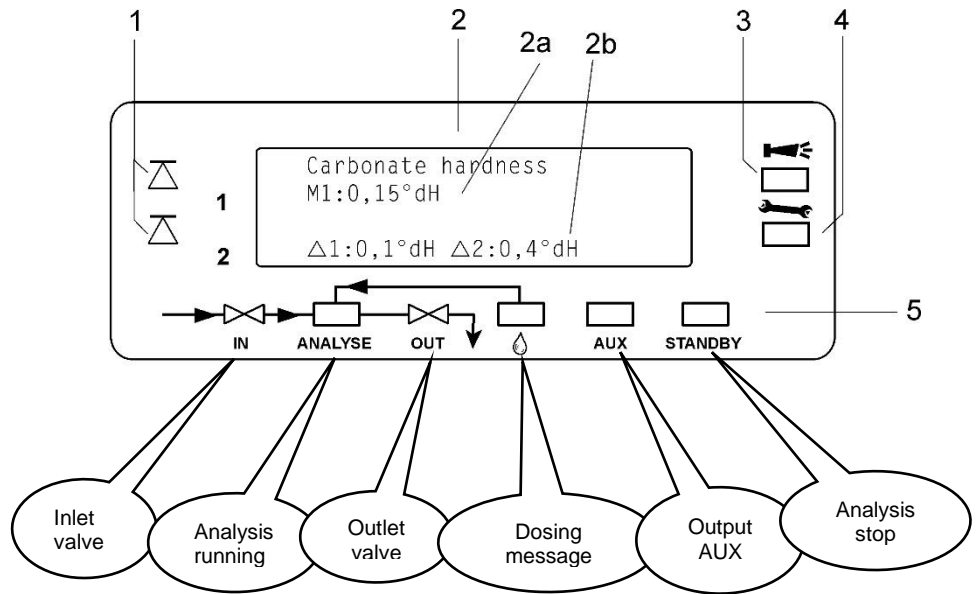 1
2
2a
2b
3
4
Carbonate hardness
M1:0,15°dH
1
2
△1:0,1°dH △2:0,4°dH
5
IN ANALYSE OUT AUX STANDBY
Inlet
valve
Analysis
running
Outlet
valve
Dosing
message
Output
AUX
Analysis
stop